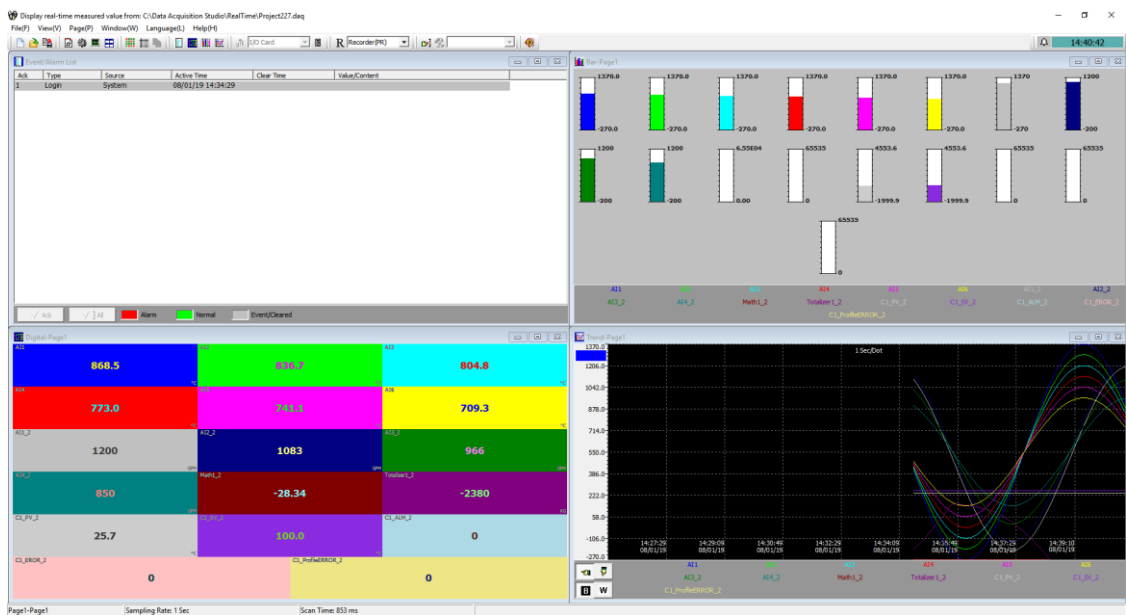 Display real-time measured value from: C:\Data Acquisition Studio\RealTime\Project227.daq
File(F) View(V) Page(P) Window(W) Language(L) Help(H)
I/O Card R Recorder(PR) 14:40:42
Event/Alarm List
Ack Type Source Active Time Clear Time Value/Content
1 Login System 08/01/19 14:34:29
Ack All Alarm Normal Event/Cleared
Bar-Page1
1370.0 1370.0 1370.0 1370.0 1370.0 1370.0 1370 1200
-270.0 -270.0 -270.0 -270.0 -270.0 -270.0 -270 -200
1200 1200 6.55E04 65535 4553.6 4553.6 65535 65535
-200 -200 0.00 0 -1999.9 -1999.9 0 0
65535
0
AI1 AI3 AI4 AI5 AI6 AI1_2 AI2_2
AI3_2 AI4_2 Math1_2 Totalizer1_2 C1_PV_2 C1_SV_2 C1_ALM_2 C1_EROR_2
C1_ProfileERROR_2
Digital-Page1
AI1 AI3
868.5 836.7 804.8
°C
AI4 AI6
773.0 741.1 709.3
°C
AI1_2 AI2_2 AI3_2
1200 1083 966
GPM GPM GPM
AI4_2 Math1_2 Totalizer1_2
850 -28.34 -2380
GPM KG
C1_PV_2 C1_SV_2 C1_ALM_2
25.7 100.0 0
°C
C1_EROR_2 C1_ProfileERROR_2
0 0
Trend-Page1
1370.0 1 Sec/Dot
1206.0
1042.0
878.0
714.0
550.0
386.0
222.0
58.0
-106.0
-270.0
14:27:29 14:29:09 14:30:49 14:32:29 14:34:09 14:35:49 14:37:29 14:39:10
08/01/19 08/01/19 08/01/19 08/01/19 08/01/19 08/01/19 08/01/19 08/01/19
AI1 AI3 AI4 AI5 AI6
AI3_2 AI4_2 Math1_2 Totalizer1_2 C1_PV_2 C1_SV_2
B W C1_ProfileERROR_2
Page1-Page1 Sampling Rate: 1 Sec Scan Time: 853 ms